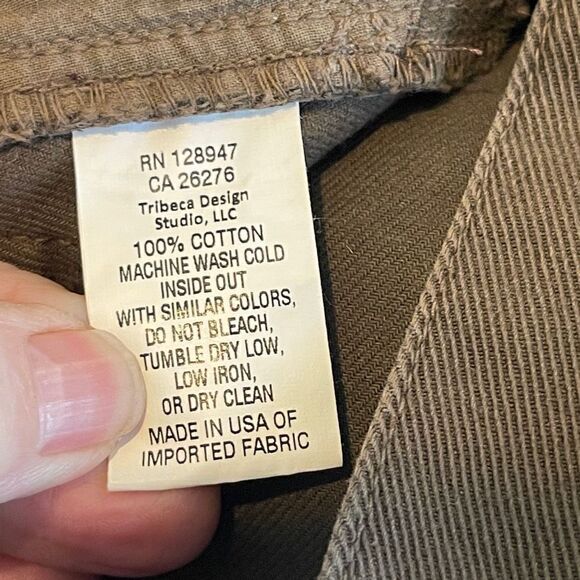 RN 128947
CA 26276
Tribeca Design
Studio, LLC
100% COTTON
MACHINE WASH COLD
INSIDE OUT
WITH SIMILAR COLORS,
DO NOT BLEACH,
TUMBLE DRY LOW,
LOW IRON,
OR DRY CLEAN
MADE IN USA OF
IMPORTED FABRIC